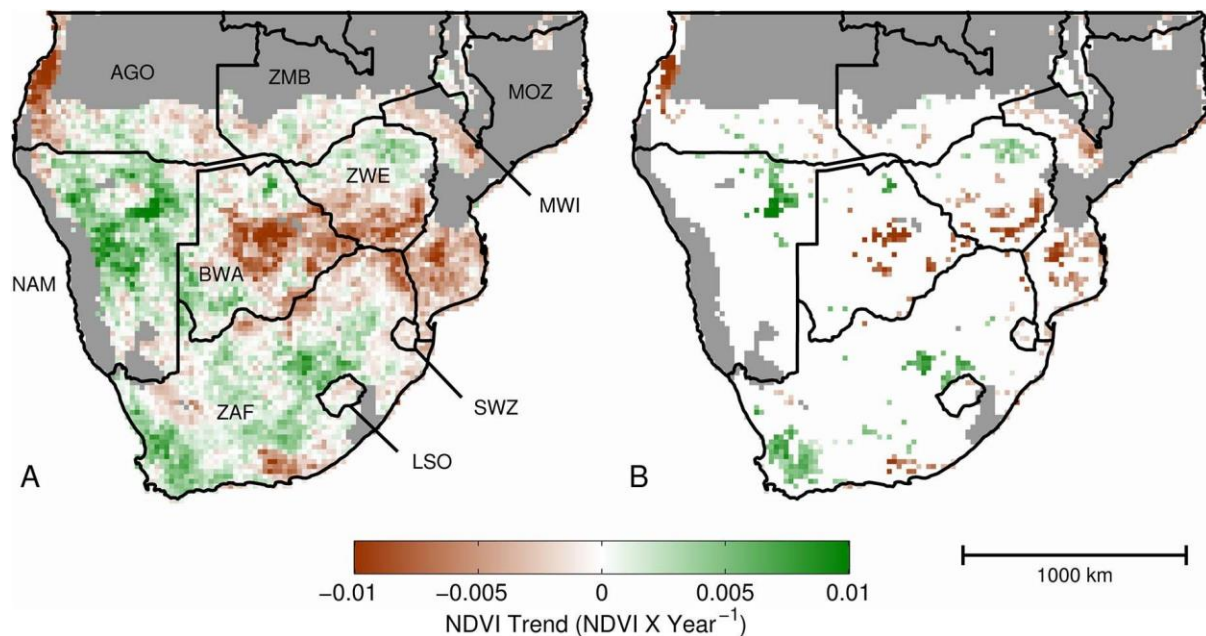 AGO
ZMB
MOZ
ZWE
MWI
NAM
BWA
ZAF
SWZ
LSO
A
B
−0.01 −0.005 0 0.005 0.01
NDVI Trend (NDVI X Year⁻¹)
1000 km